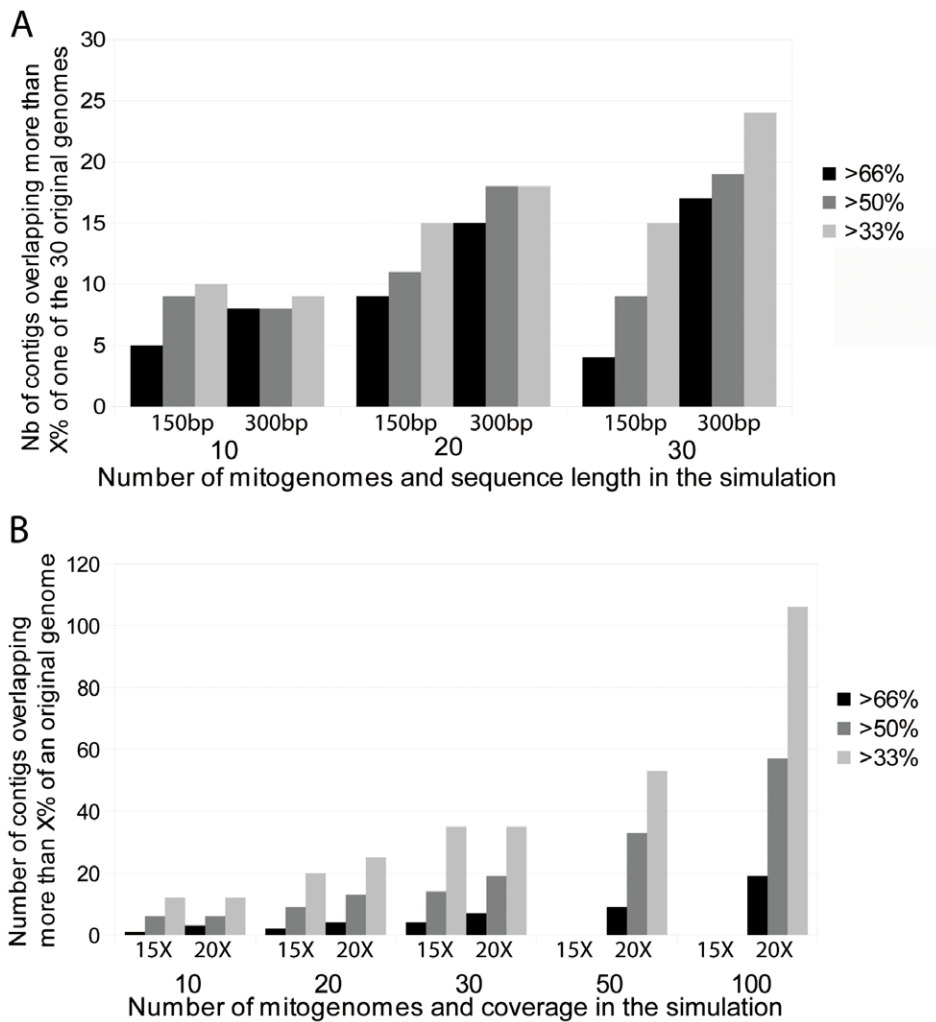 A
30
25
20
15
10
5
0
Nb of contigs overlapping more than
X% of one of the 30 original genomes
>66%
>50%
>33%
150bp 300bp 150bp 300bp 150bp 300bp
10 20 30
Number of mitogenomes and sequence length in the simulation
B
120
100
80
60
40
20
0
Number of contigs overlapping
more than X% of an original genome
>66%
>50%
>33%
15X 20X 15X 20X 15X 20X 15X 20X 15X 20X
10 20 30 50 100
Number of mitogenomes and coverage in the simulation